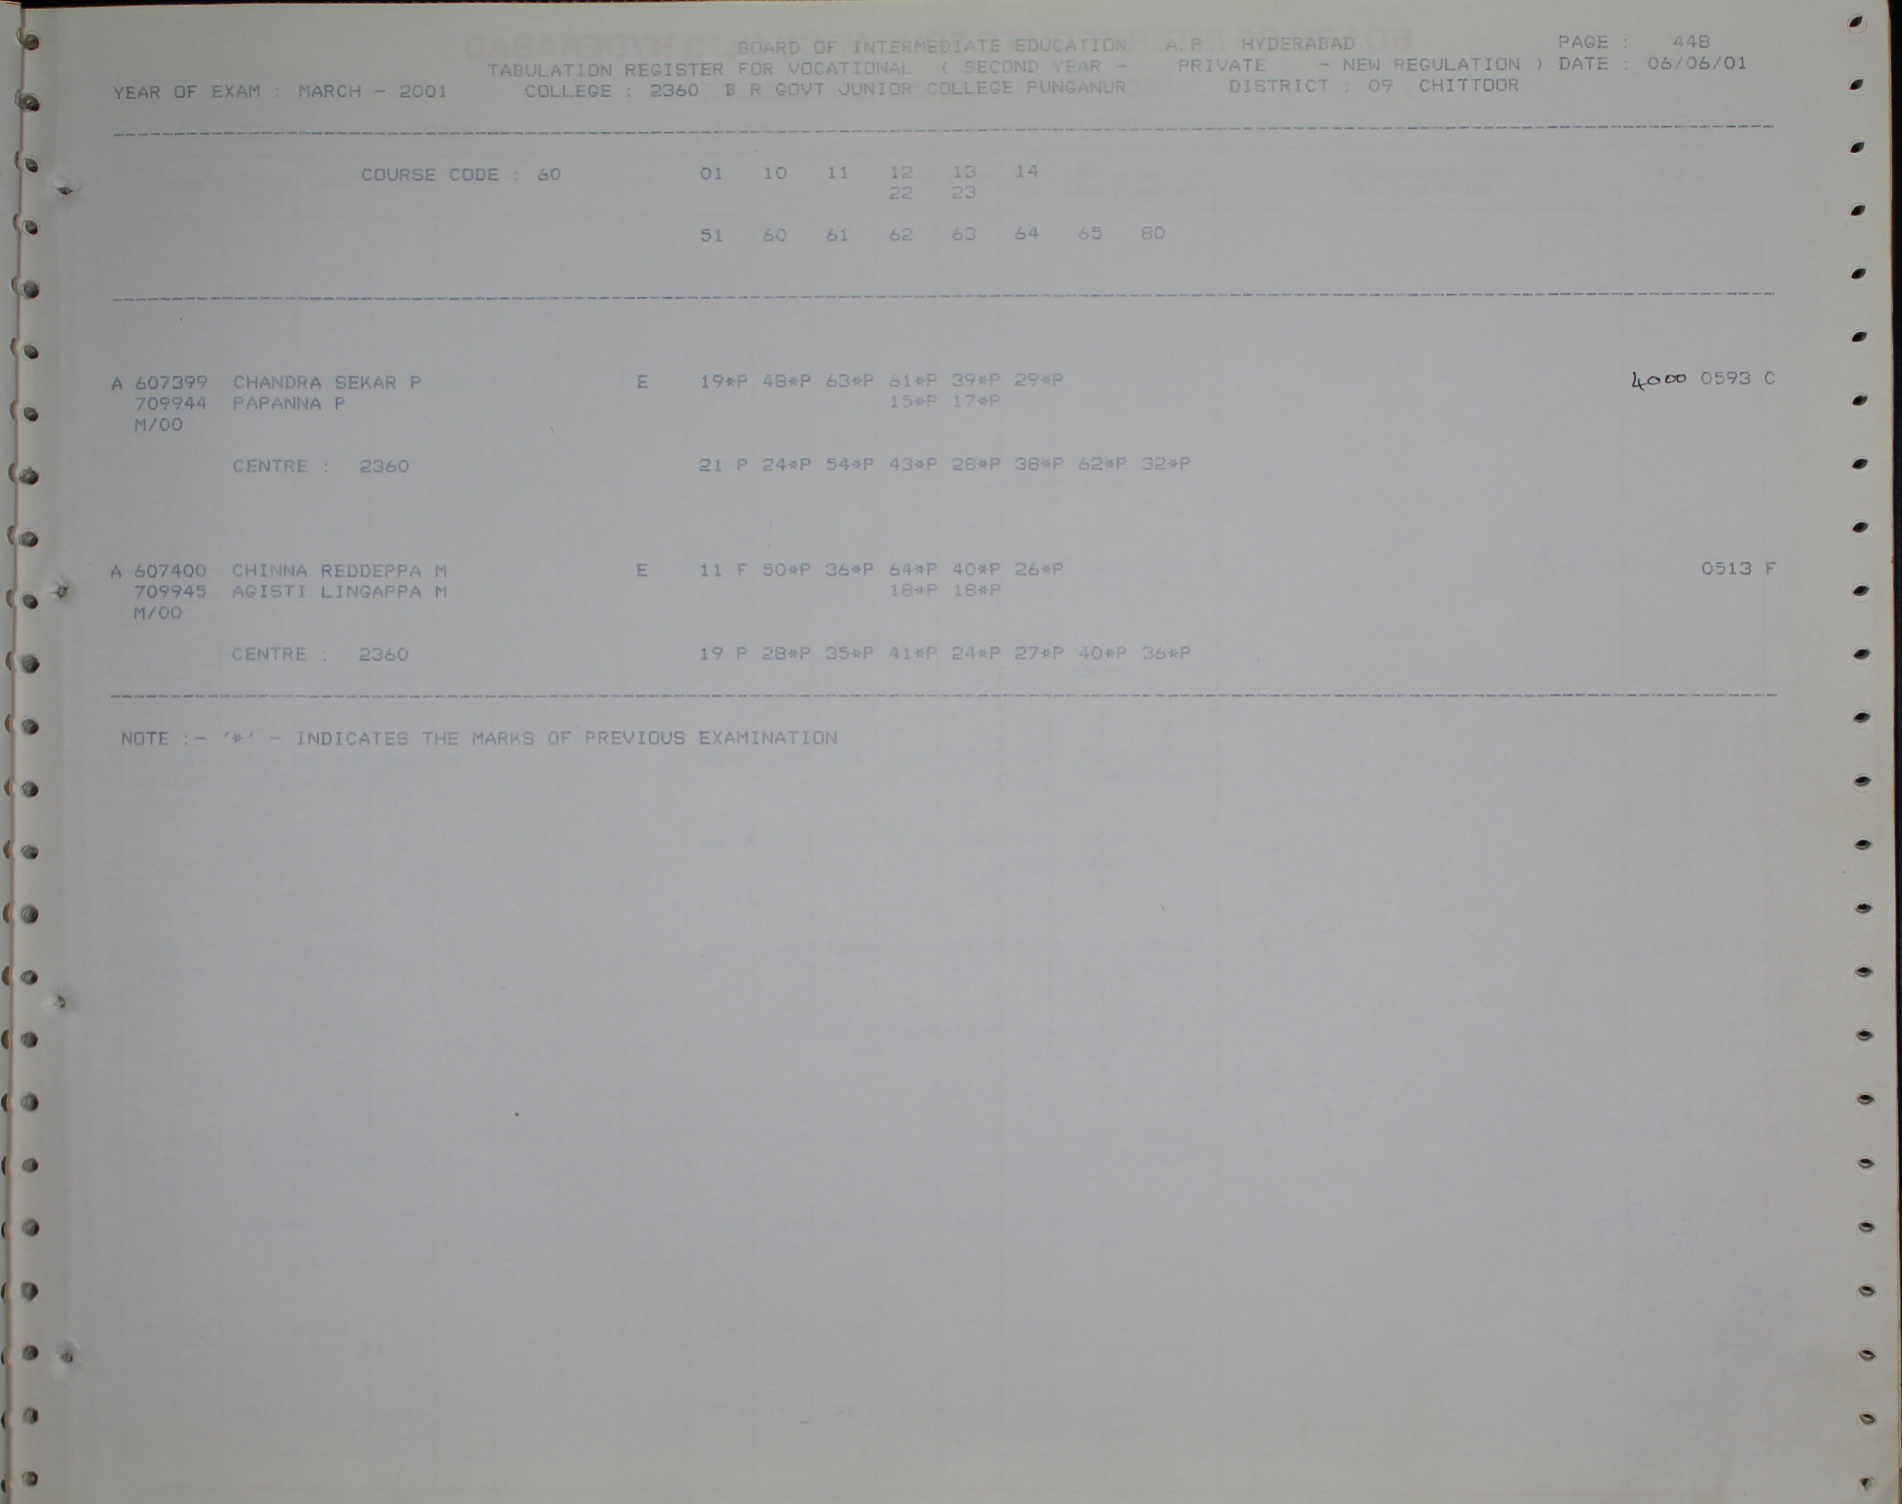 BOARD OF INTERMEDIATE EDUCATION A.P. HYDERABAD PAGE : 448
TABULATION REGISTER FOR VOCATIONAL ( SECOND YEAR - PRIVATE - NEW REGULATION ) DATE : 06/06/01
YEAR OF EXAM : MARCH - 2001 COLLEGE : 2360 B R GOVT JUNIOR COLLEGE PUNGANUR DISTRICT : 09 CHITTOOR
COURSE CODE : 60 01 10 11 12 13 14
22 23
51 60 61 62 63 64 65 80
A 607399 CHANDRA SEKAR P E 19*P 48*P 63*P 61*P 39*P 29*P 4000 0593 C
709944 PAPANNA P 15*P 17*P
M/00
CENTRE : 2360 21 P 24*P 54*P 43*P 28*P 38*P 62*P 32*P
A 607400 CHINNA REDDEPPA M E 11 F 50*P 36*P 64*P 40*P 26*P 0513 F
709945 AGISTI LINGAPPA M 18*P 18*P
M/00
CENTRE : 2360 19 P 28*P 35*P 41*P 24*P 27*P 40*P 36*P
NOTE :- '*' - INDICATES THE MARKS OF PREVIOUS EXAMINATION